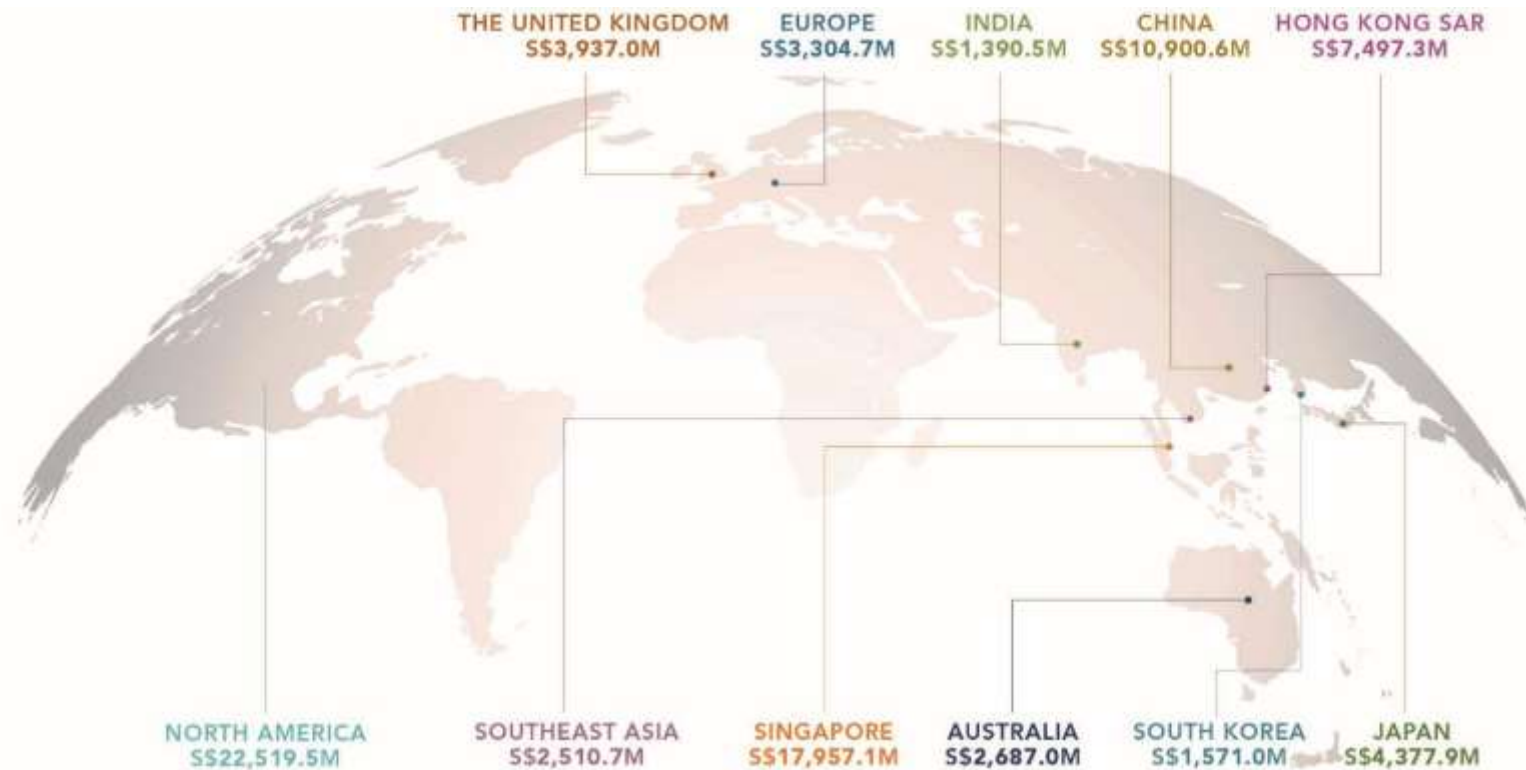 THE UNITED KINGDOM
S$3,937.0M
EUROPE
S$3,304.7M
INDIA
S$1,390.5M
CHINA
S$10,900.6M
HONG KONG SAR
S$7,497.3M
NORTH AMERICA
S$22,519.5M
SOUTHEAST ASIA
S$2,510.7M
SINGAPORE
S$17,957.1M
AUSTRALIA
S$2,687.0M
SOUTH KOREA
S$1,571.0M
JAPAN
S$4,377.9M